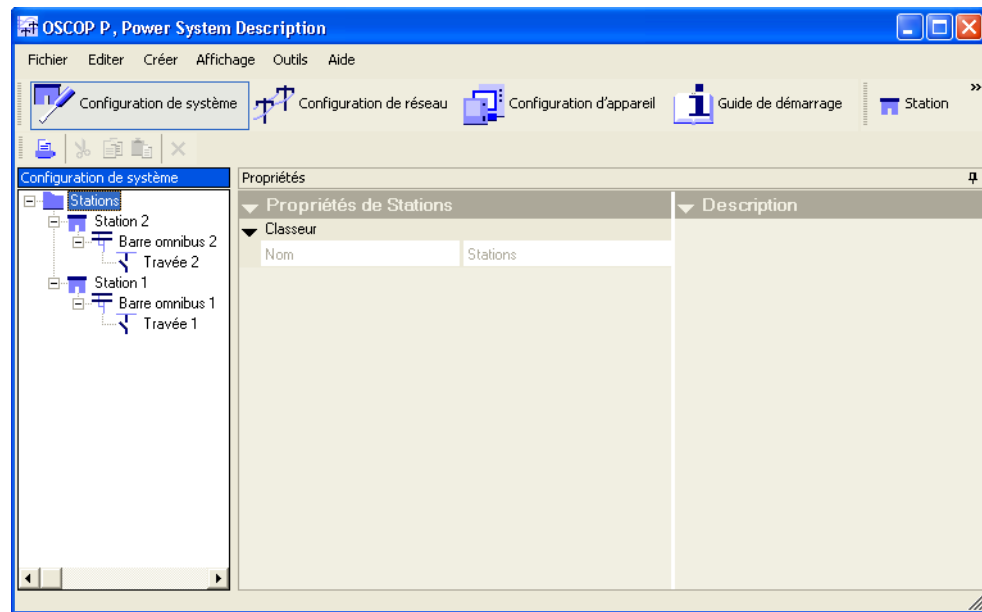 OSCOP P, Power System Description
Fichier Editer Créer Affichage Outils Aide
Configuration de système Configuration de réseau Configuration d'appareil Guide de démarrage Station »
Configuration de système
Propriétés
Stations
Station 2
Barre omnibus 2
Travée 2
Station 1
Barre omnibus 1
Travée 1
Propriétés de Stations
Description
Classeur
Nom Stations